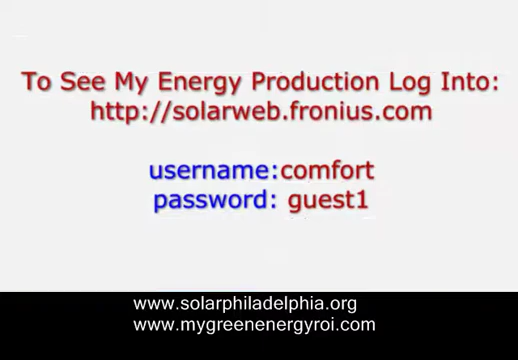 To See My Energy Production Log Into:
http://solarweb.fronius.com
username:comfort
password: guest1
www.solarphiladelphia.org
www.mygreenenergyroi.com